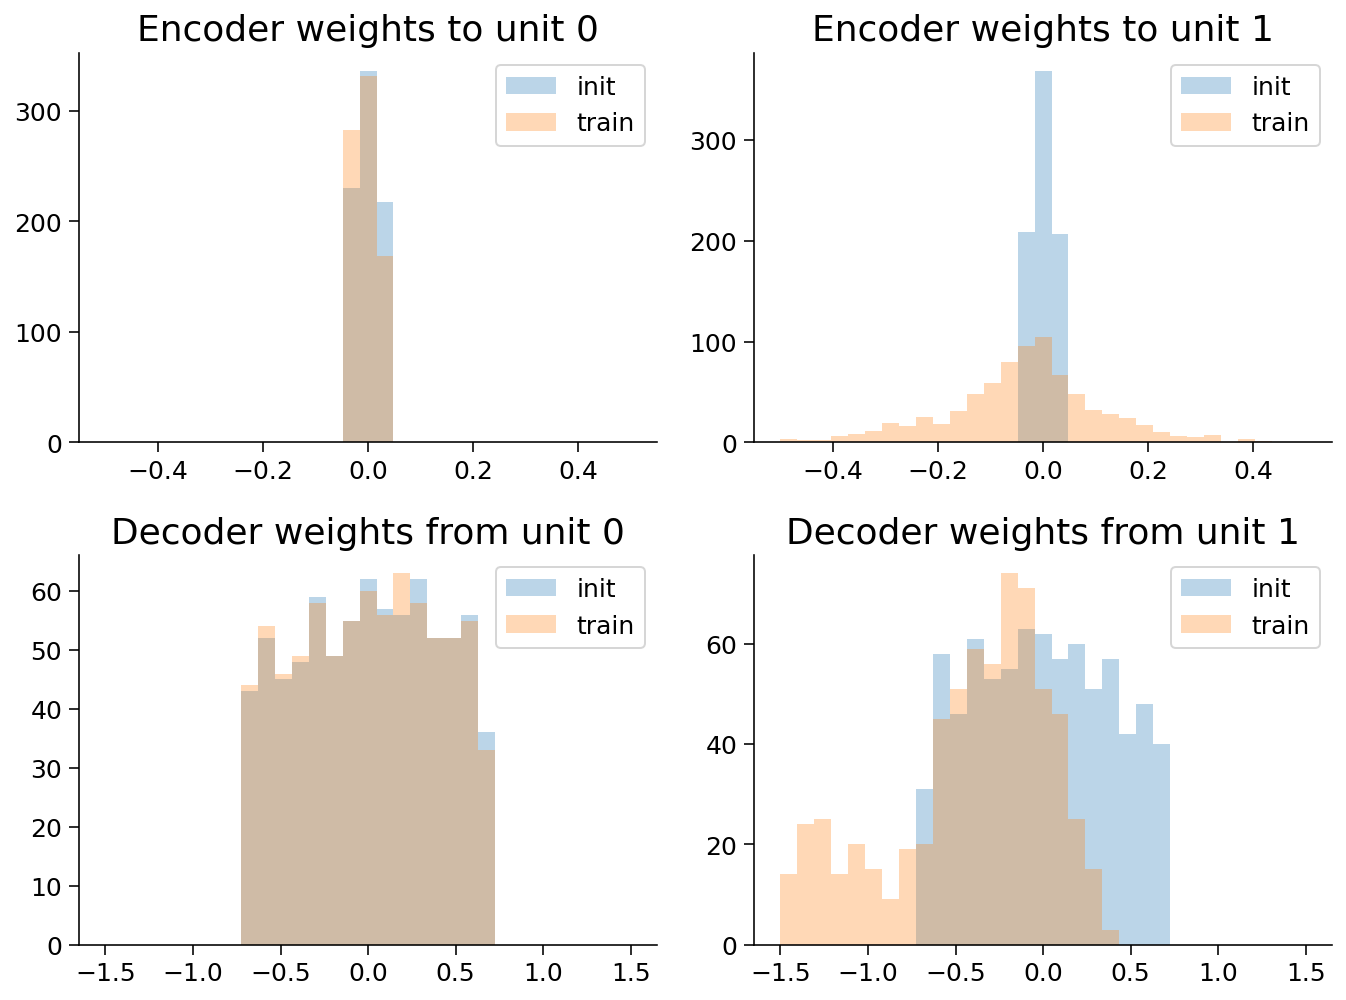 Encoder weights to unit 0
init
train
300
200
100
0
−0.4 −0.2 0.0 0.2 0.4
Encoder weights to unit 1
init
train
300
200
100
0
−0.4 −0.2 0.0 0.2 0.4
Decoder weights from unit 0
init
train
60
50
40
30
20
10
0
−1.5 −1.0 −0.5 0.0 0.5 1.0 1.5
Decoder weights from unit 1
init
train
60
40
20
0
−1.5 −1.0 −0.5 0.0 0.5 1.0 1.5